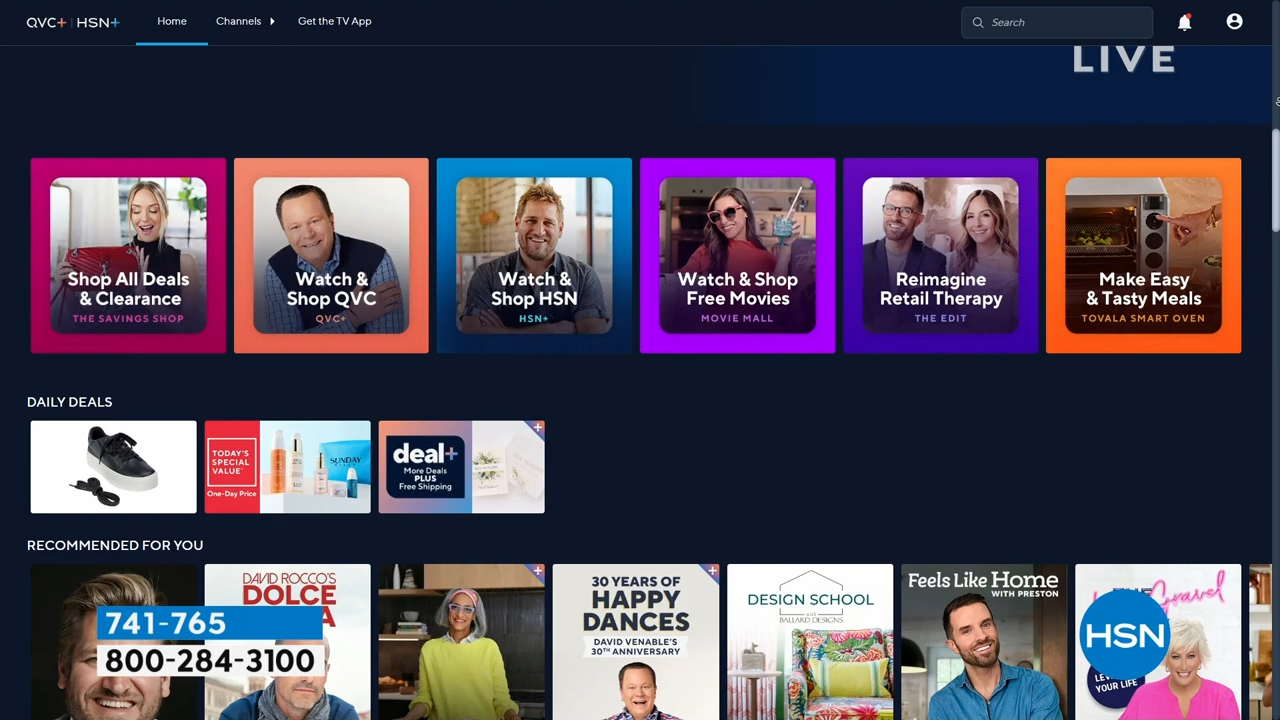 QVC+ | HSN+
Home
Channels
Get the TV App
Search
LIVE
Shop All Deals
& Clearance
THE SAVINGS SHOP
Watch &
Shop QVC
QVC+
Watch &
Shop HSN
HSN+
Watch & Shop
Free Movies
MOVIE MALL
Reimagine
Retail Therapy
THE EDIT
Make Easy
& Tasty Meals
TOVALA SMART OVEN
DAILY DEALS
TODAY'S
SPECIAL
VALUE
One-Day Price
SUNDAY
deal+
More Deals
PLUS
Free Shipping
RECOMMENDED FOR YOU
DAVID ROCCO'S
DOLCE
741-765
800-284-3100
30 YEARS OF
HAPPY
DANCES
DAVID VENABLE'S
30TH ANNIVERSARY
DESIGN SCHOOL
with
BALLARD DESIGNS
Feels Like Home
WITH PRESTON
Gravel
HSN
YOUR LIFE